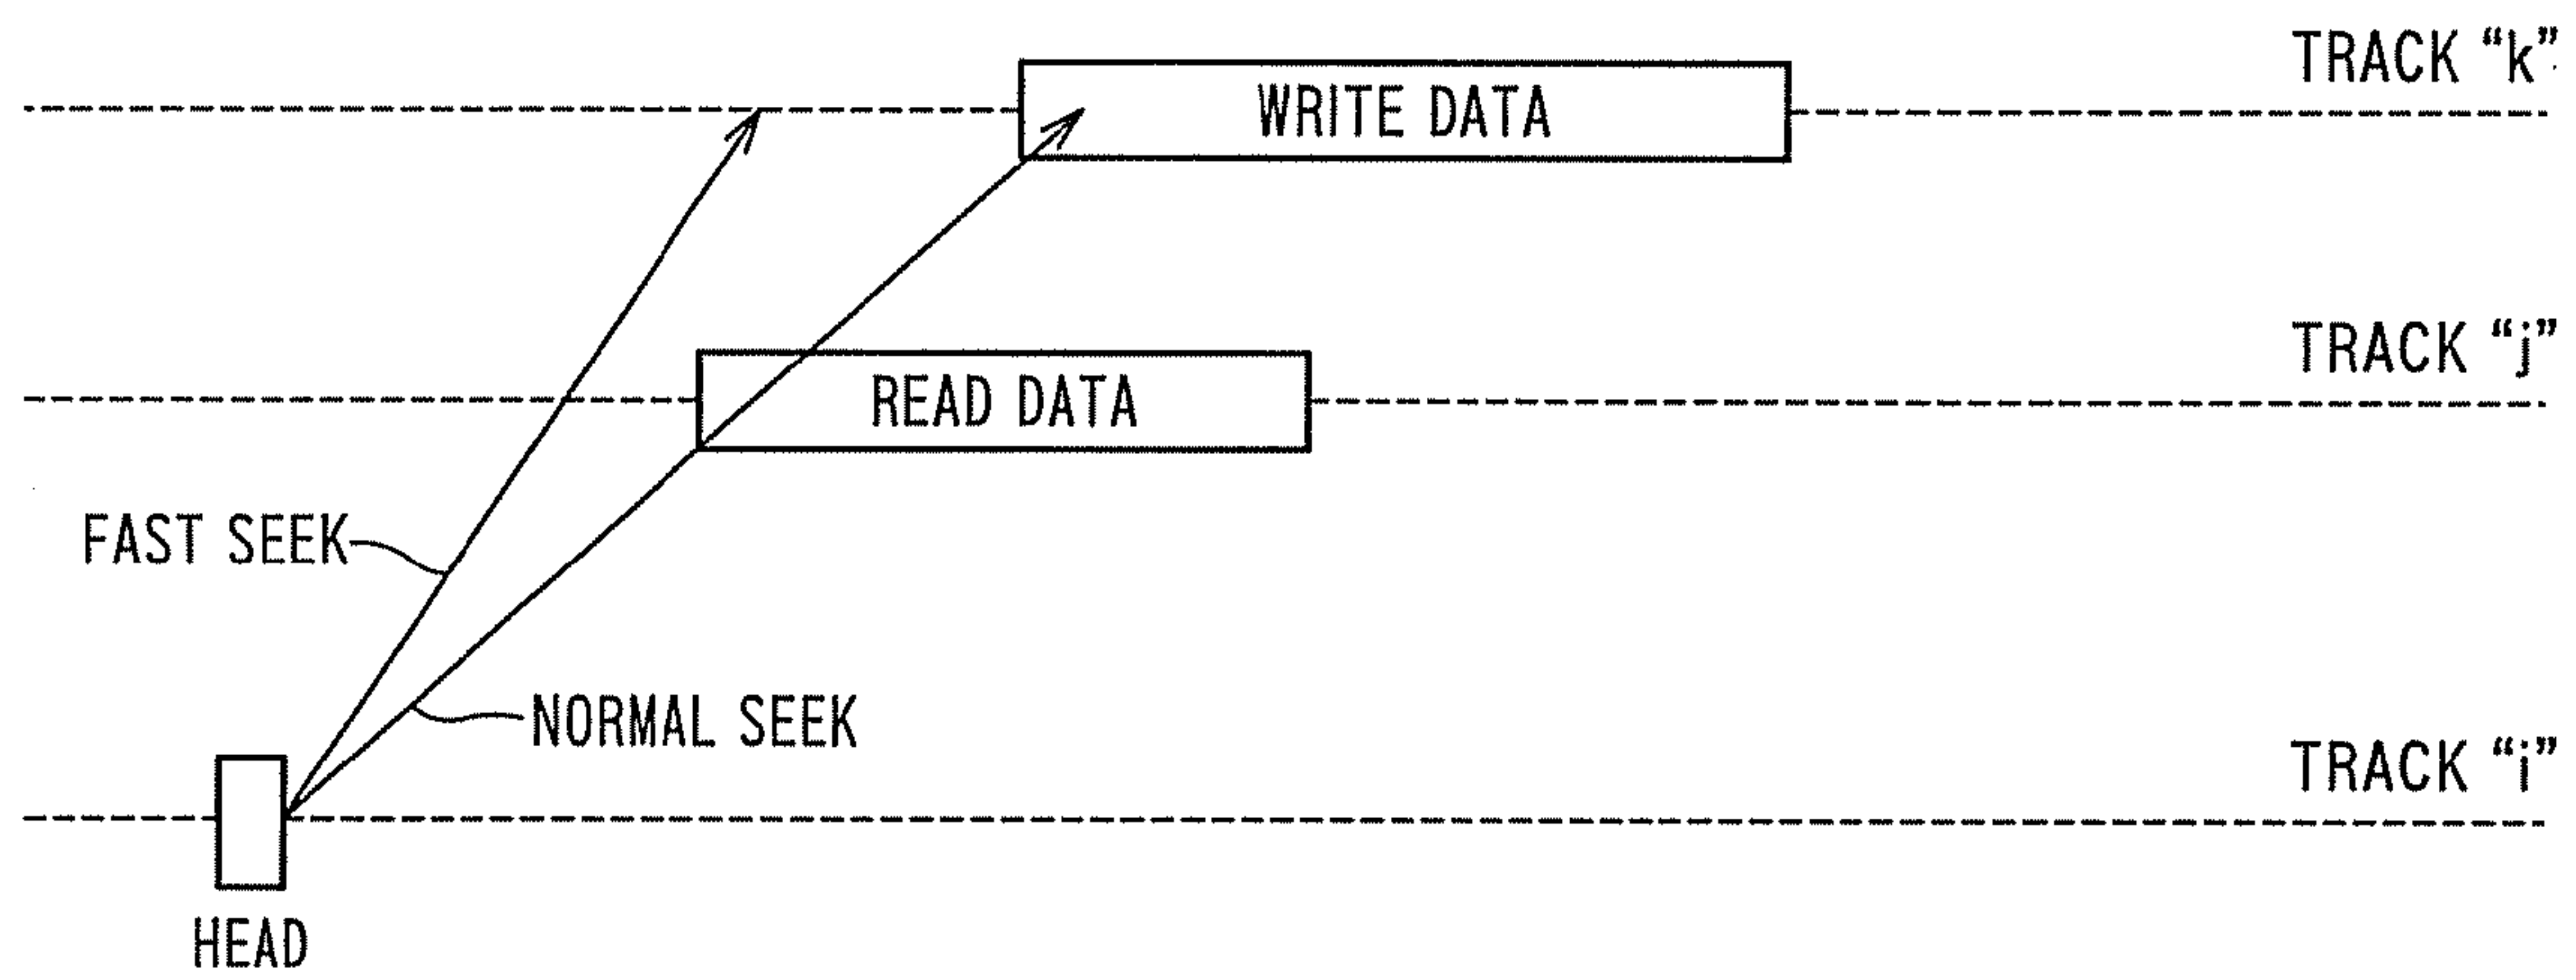 TRACK “k”
WRITE DATA
TRACK “j”
READ DATA
FAST SEEK
NORMAL SEEK
TRACK “i”
HEAD